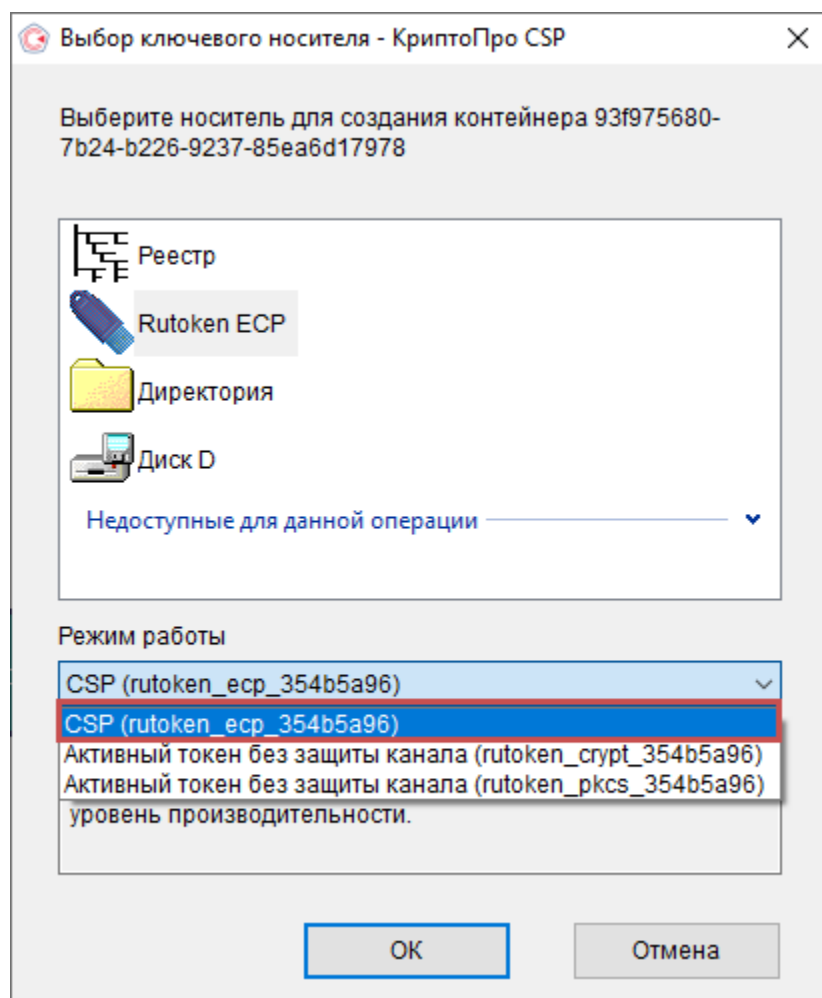 Выбор ключевого носителя - КриптоПро CSP
Выберите носитель для создания контейнера 93f975680-
7b24-b226-9237-85ea6d17978
Реестр
Rutoken ECP
Директория
Диск D
Недоступные для данной операции
Режим работы
CSP (rutoken_ecp_354b5a96)
CSP (rutoken_ecp_354b5a96)
Активный токен без защиты канала (rutoken_crypt_354b5a96)
Активный токен без защиты канала (rutoken_pkcs_354b5a96)
уровень производительности.
ОК
Отмена